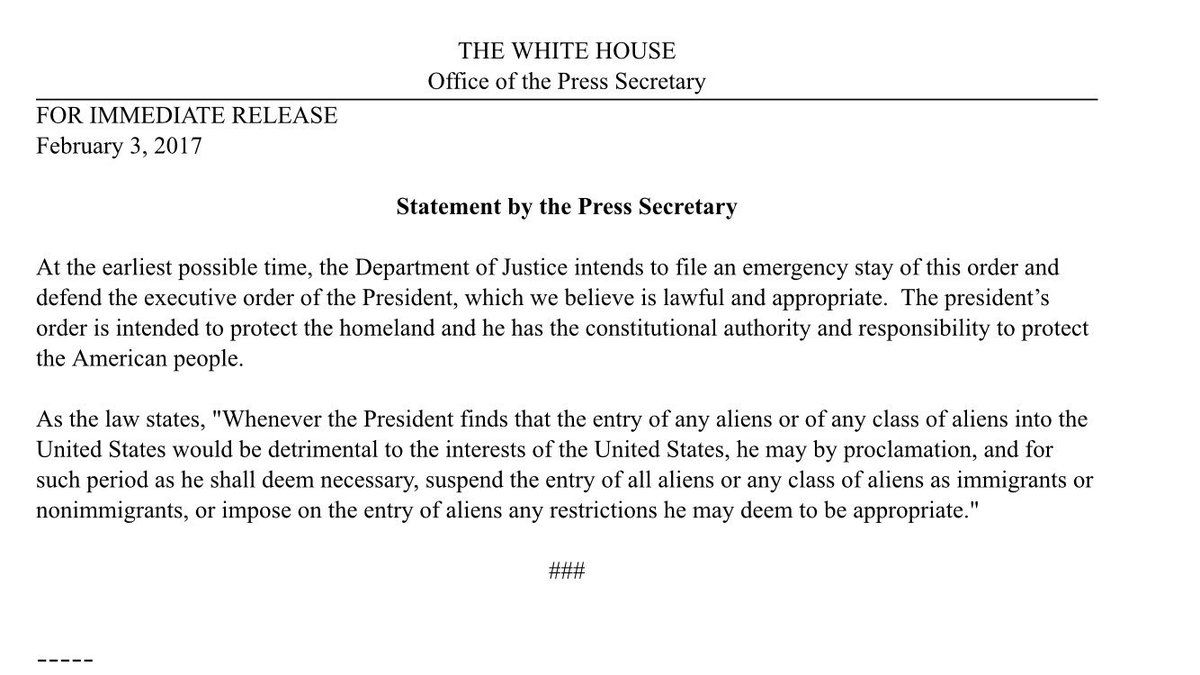 THE WHITE HOUSE
Office of the Press Secretary
FOR IMMEDIATE RELEASE
February 3, 2017
Statement by the Press Secretary
At the earliest possible time, the Department of Justice intends to file an emergency stay of this order and
defend the executive order of the President, which we believe is lawful and appropriate.  The president’s
order is intended to protect the homeland and he has the constitutional authority and responsibility to protect
the American people.
As the law states, "Whenever the President finds that the entry of any aliens or of any class of aliens into the
United States would be detrimental to the interests of the United States, he may by proclamation, and for
such period as he shall deem necessary, suspend the entry of all aliens or any class of aliens as immigrants or
nonimmigrants, or impose on the entry of aliens any restrictions he may deem to be appropriate."
###
-----